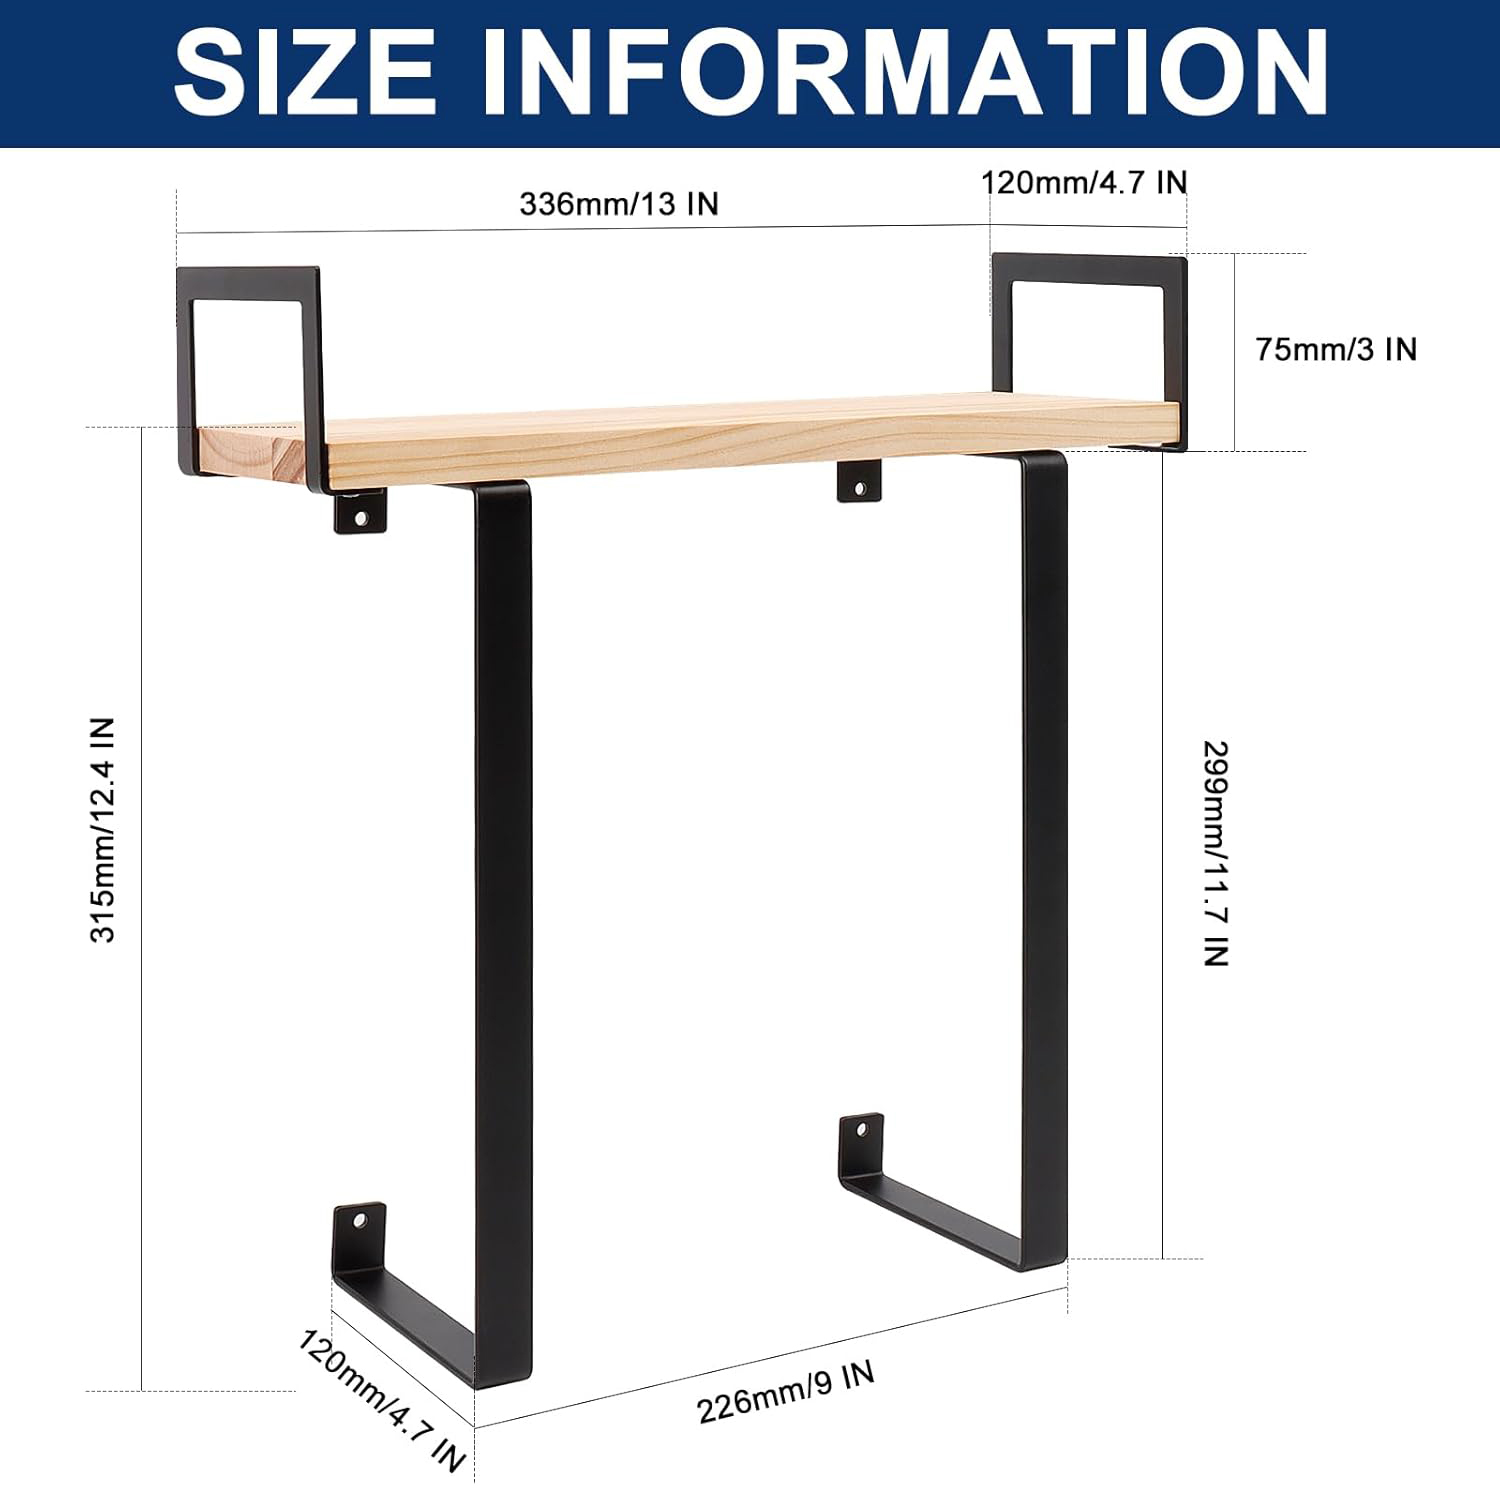 SIZE INFORMATION
336mm/13 IN
120mm/4.7 IN
75mm/3 IN
315mm/12.4 IN
299mm/11.7 IN
120mm/4.7 IN
226mm/9 IN